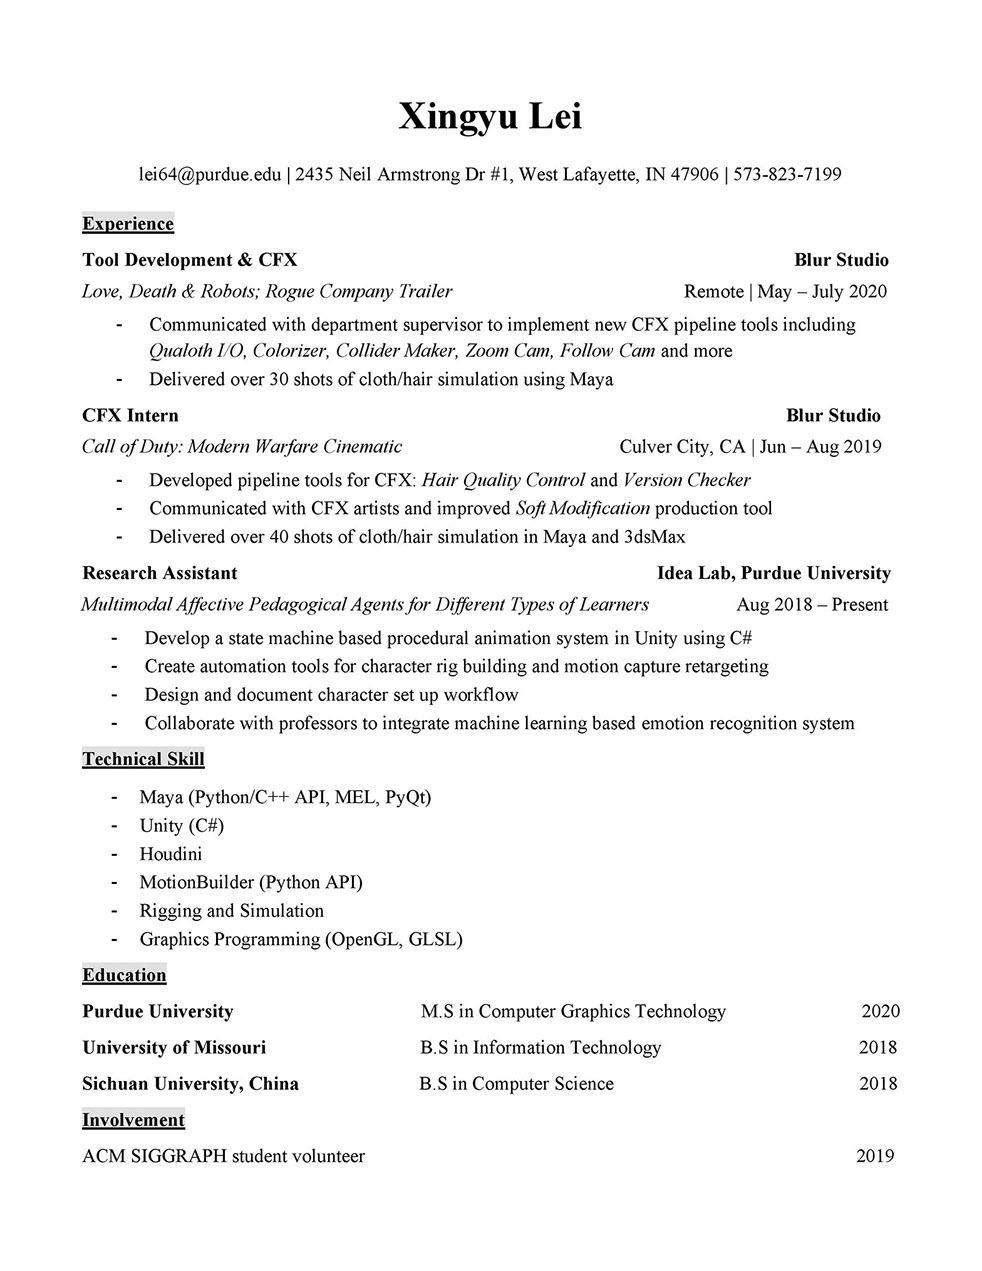 Xingyu Lei
lei64@purdue.edu | 2435 Neil Armstrong Dr #1, West Lafayette, IN 47906 | 573-823-7199
Experience
Tool Development & CFX Blur Studio
Love, Death & Robots; Rogue Company Trailer Remote | May – July 2020
- Communicated with department supervisor to implement new CFX pipeline tools including
Qualoth I/O, Colorizer, Collider Maker, Zoom Cam, Follow Cam and more
- Delivered over 30 shots of cloth/hair simulation using Maya
CFX Intern Blur Studio
Call of Duty: Modern Warfare Cinematic Culver City, CA | Jun – Aug 2019
- Developed pipeline tools for CFX: Hair Quality Control and Version Checker
- Communicated with CFX artists and improved Soft Modification production tool
- Delivered over 40 shots of cloth/hair simulation in Maya and 3dsMax
Research Assistant Idea Lab, Purdue University
Multimodal Affective Pedagogical Agents for Different Types of Learners Aug 2018 – Present
- Develop a state machine based procedural animation system in Unity using C#
- Create automation tools for character rig building and motion capture retargeting
- Design and document character set up workflow
- Collaborate with professors to integrate machine learning based emotion recognition system
Technical Skill
- Maya (Python/C++ API, MEL, PyQt)
- Unity (C#)
- Houdini
- MotionBuilder (Python API)
- Rigging and Simulation
- Graphics Programming (OpenGL, GLSL)
Education
Purdue University M.S in Computer Graphics Technology 2020
University of Missouri B.S in Information Technology 2018
Sichuan University, China B.S in Computer Science 2018
Involvement
ACM SIGGRAPH student volunteer 2019